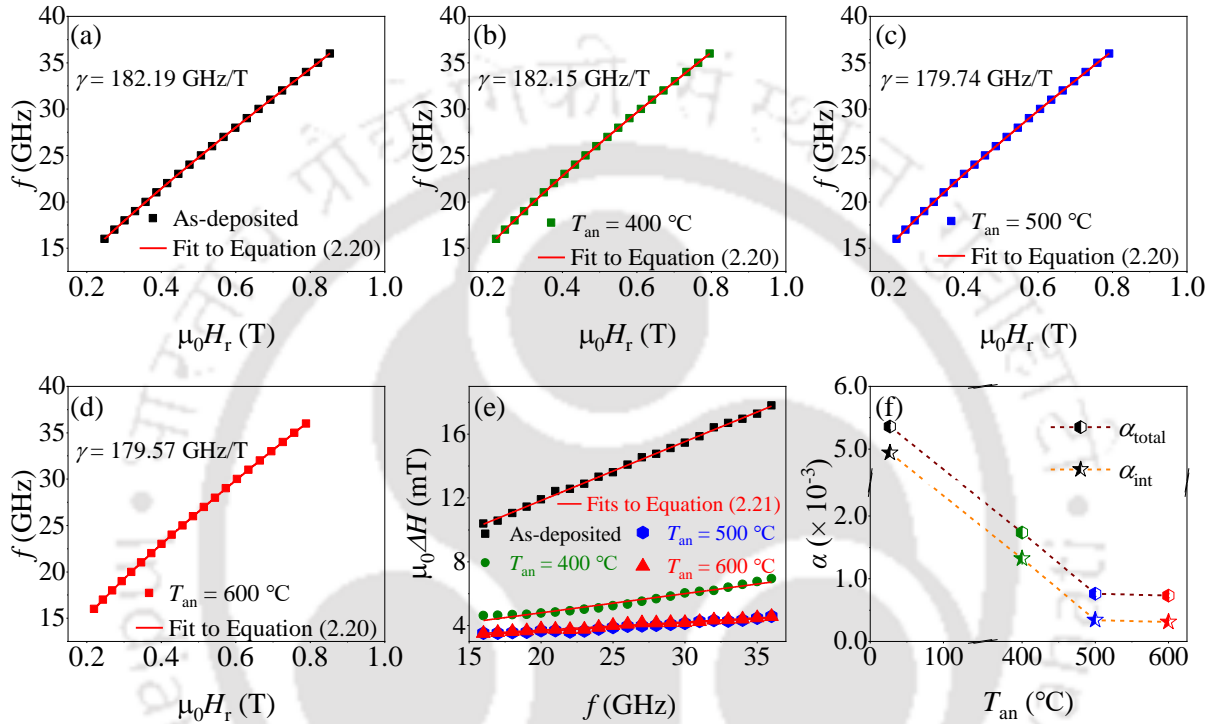 (a)
γ = 182.19 GHz/T
As-deposited
Fit to Equation (2.20)
f (GHz)
40
35
30
25
20
15
0.2 0.4 0.6 0.8 1.0
μ₀Hᵣ (T)
(b)
γ = 182.15 GHz/T
Tₐₙ = 400 °C
Fit to Equation (2.20)
f (GHz)
40
35
30
25
20
15
0.2 0.4 0.6 0.8 1.0
μ₀Hᵣ (T)
(c)
γ = 179.74 GHz/T
Tₐₙ = 500 °C
Fit to Equation (2.20)
f (GHz)
40
35
30
25
20
15
0.2 0.4 0.6 0.8 1.0
μ₀Hᵣ (T)
(d)
γ = 179.57 GHz/T
Tₐₙ = 600 °C
Fit to Equation (2.20)
f (GHz)
40
35
30
25
20
15
0.2 0.4 0.6 0.8 1.0
μ₀Hᵣ (T)
(e)
Fits to Equation (2.21)
As-deposited
Tₐₙ = 500 °C
Tₐₙ = 400 °C
Tₐₙ = 600 °C
μ₀ΔH (mT)
16
12
8
4
15 20 25 30 35
f (GHz)
(f)
α_total
α_int
α (× 10⁻³)
6.0
5.0
2.0
1.0
0.0
0 100 400 500 600
Tₐₙ (°C)